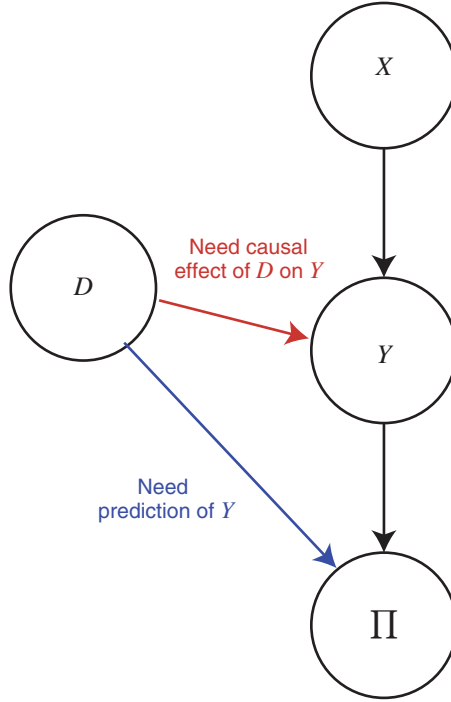 X
Need causal
effect of D on Y
D
Y
Need
prediction of Y
Π